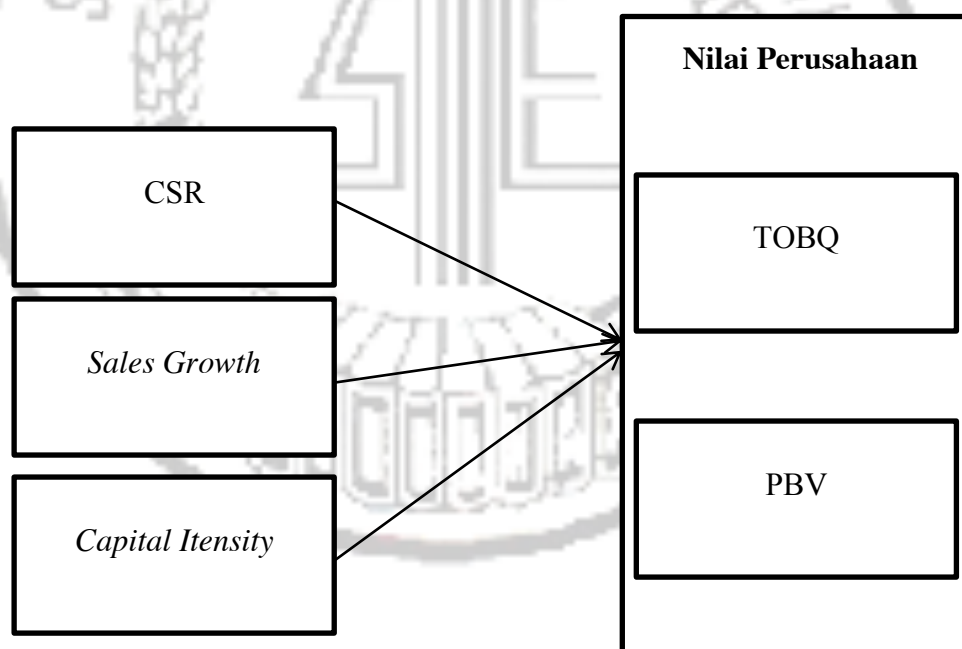 Nilai Perusahaan
CSR
TOBQ
Sales Growth
PBV
Capital Itensity